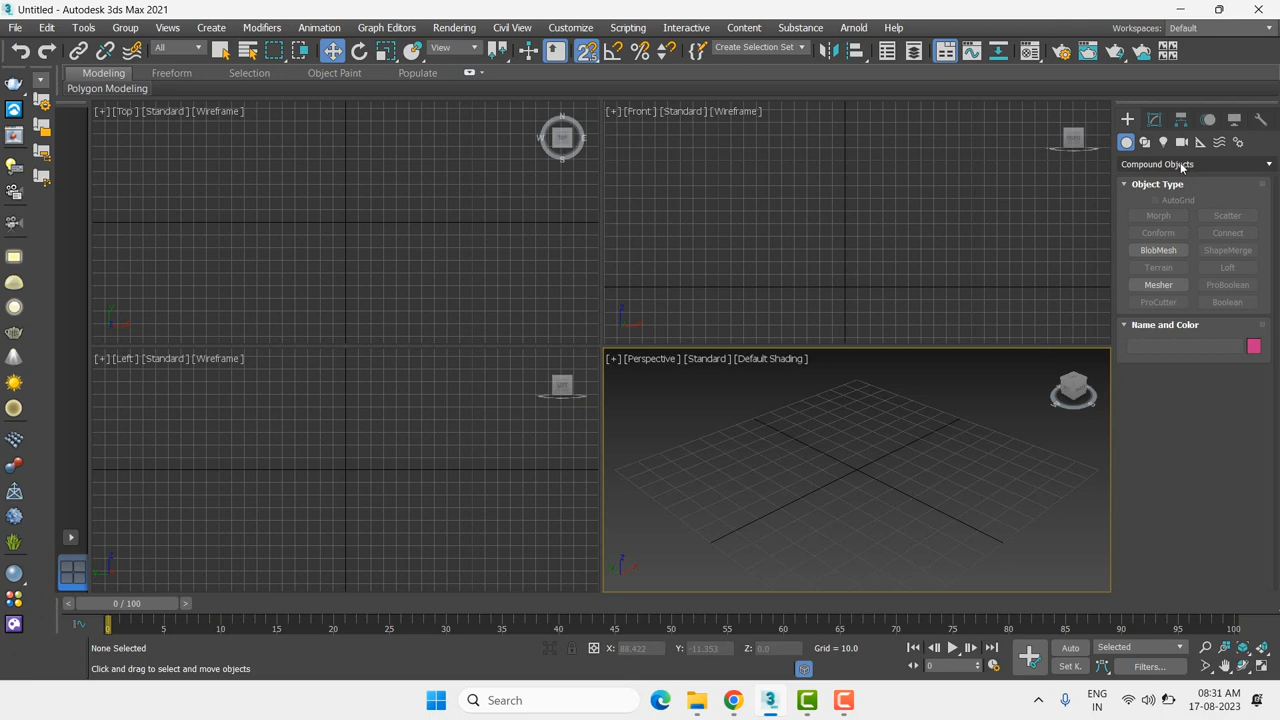 Untitled - Autodesk 3ds Max 2021
File Edit Tools Group Views Create Modifiers Animation Graph Editors Rendering Civil View Customize Scripting Interactive Content Substance Arnold Help Workspaces: Default
All View Create Selection Set
Modeling Freeform Selection Object Paint Populate
Polygon Modeling
[+] [Top ] [Standard ] [Wireframe ]
[+] [Front ] [Standard ] [Wireframe ]
Compound Objects
Object Type
AutoGrid
Morph Scatter
Conform Connect
BlobMesh ShapeMerge
Terrain Loft
Mesher ProBoolean
ProCutter Boolean
Name and Color
[+] [Left ] [Standard ] [Wireframe ]
[+] [Perspective ] [Standard ] [Default Shading ]
N
W TOP E
S
LEFT
< 0 / 100 >
0 5 10 15 20 25 30 35 40 45 50 55 60 65 70 75 80 85 90 95 100
None Selected X: 88.422 Y: -11.353 Z: 0.0 Grid = 10.0 Auto Selected
Click and drag to select and move objects 0 Set K. Filters...
Search
ENG
IN
08:31 AM
17-08-2023